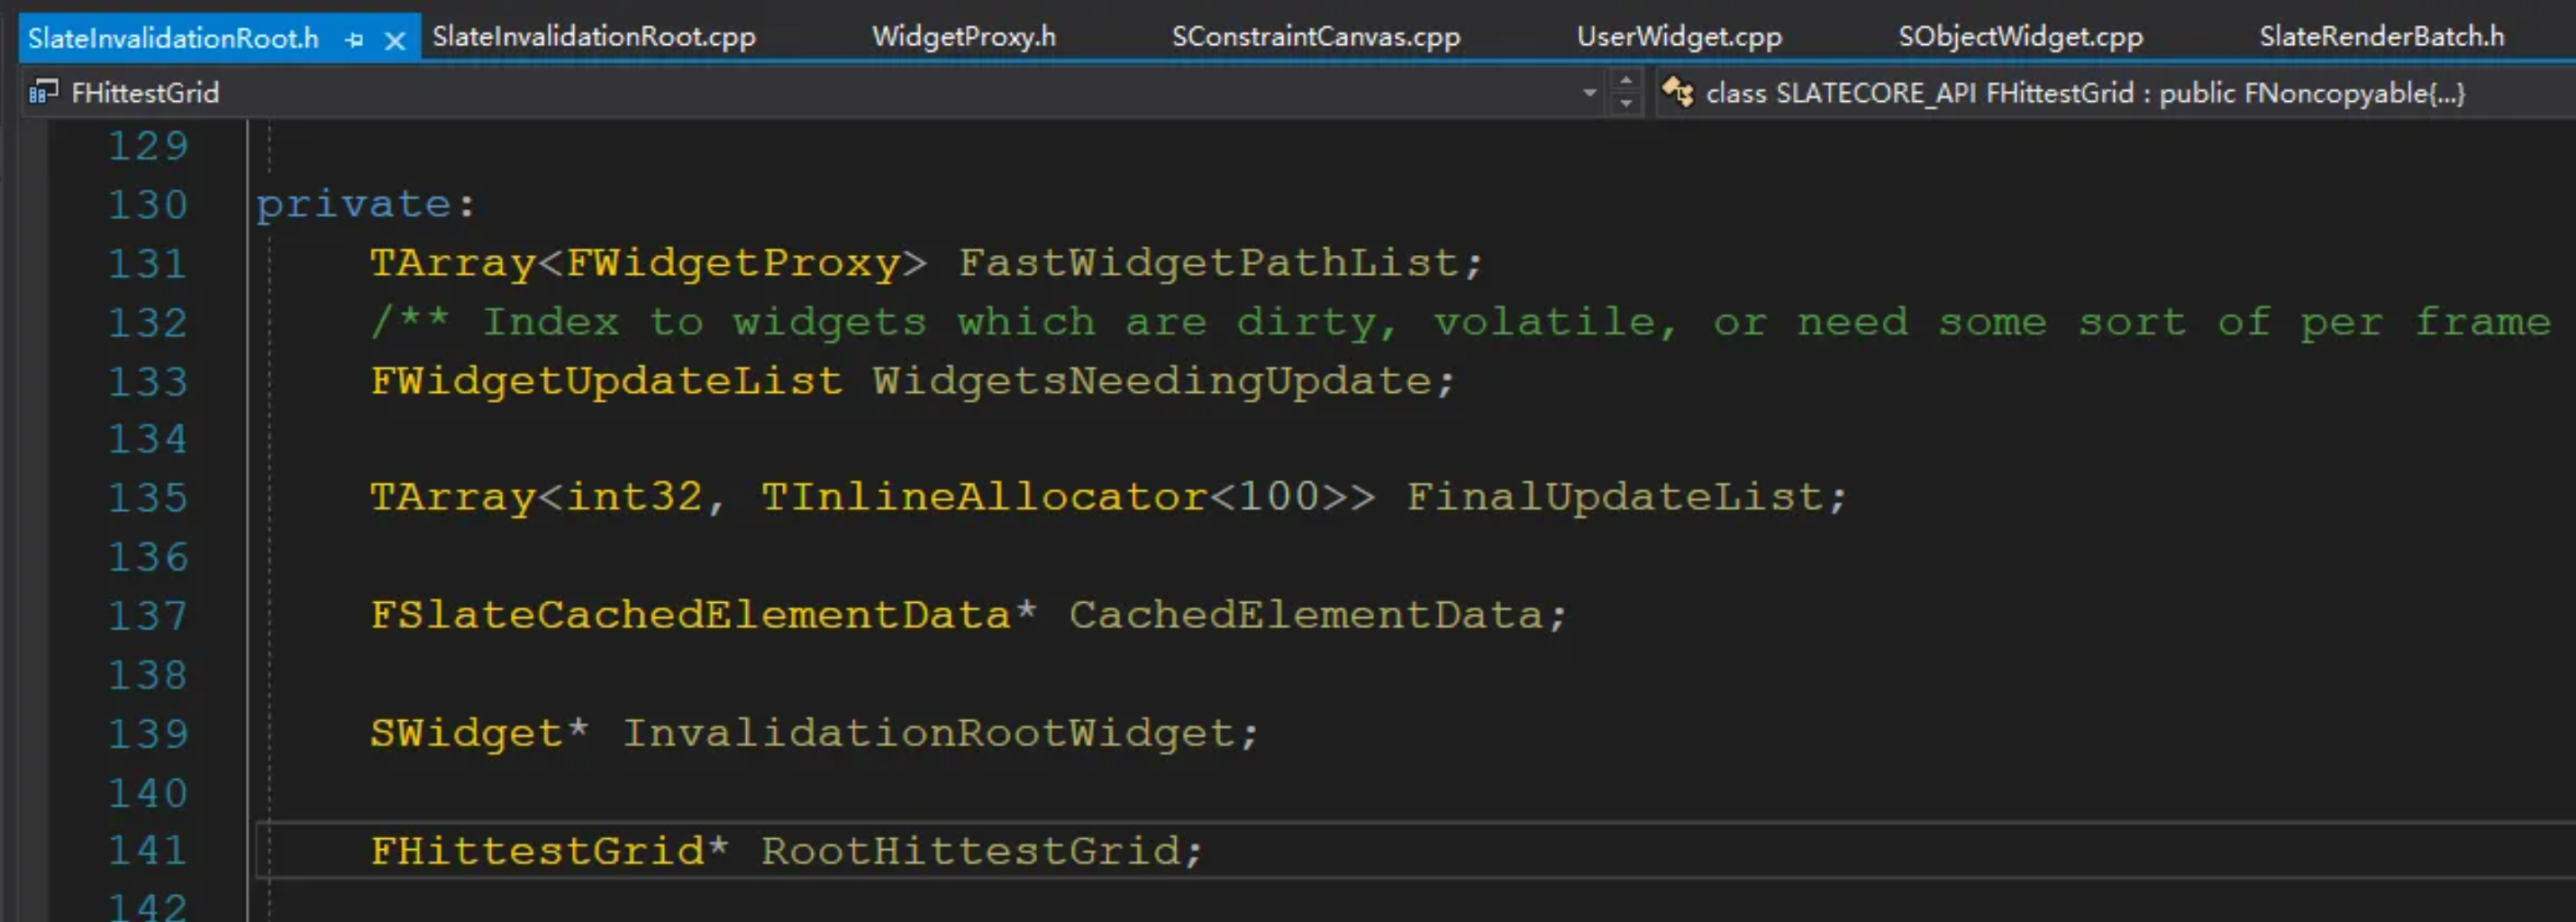 SlateInvalidationRoot.h SlateInvalidationRoot.cpp WidgetProxy.h SConstraintCanvas.cpp UserWidget.cpp SObjectWidget.cpp SlateRenderBatch.h
FHittestGrid class SLATECORE_API FHittestGrid : public FNoncopyable{...}
129
130 private:
131 TArray<FWidgetProxy> FastWidgetPathList;
132 /** Index to widgets which are dirty, volatile, or need some sort of per frame
133 FWidgetUpdateList WidgetsNeedingUpdate;
134
135 TArray<int32, TInlineAllocator<100>> FinalUpdateList;
136
137 FSlateCachedElementData* CachedElementData;
138
139 SWidget* InvalidationRootWidget;
140
141 FHittestGrid* RootHittestGrid;
142